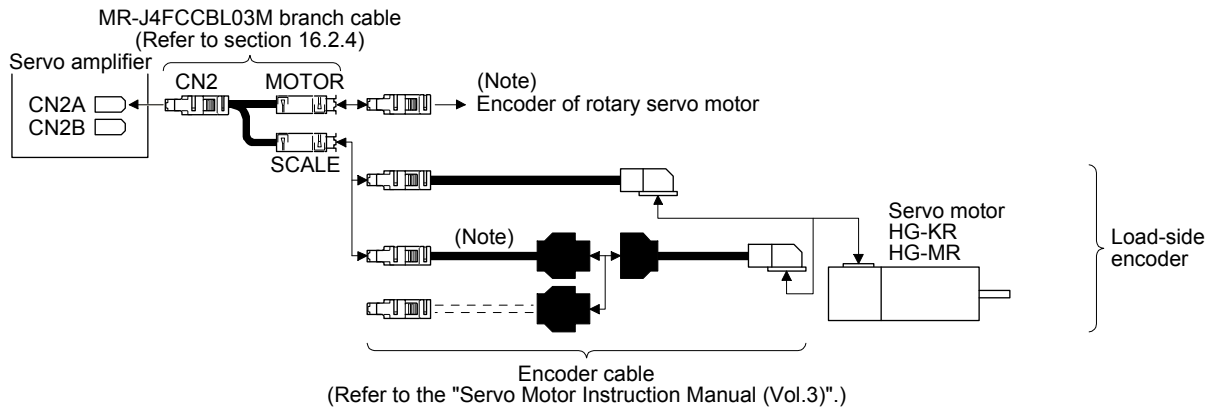 MR-J4FCCBL03M branch cable
(Refer to section 16.2.4)
Servo amplifier
CN2A
CN2B
CN2
MOTOR
SCALE
(Note)
Encoder of rotary servo motor
(Note)
Servo motor
HG-KR
HG-MR
Load-side
encoder
Encoder cable
(Refer to the "Servo Motor Instruction Manual (Vol.3)".)